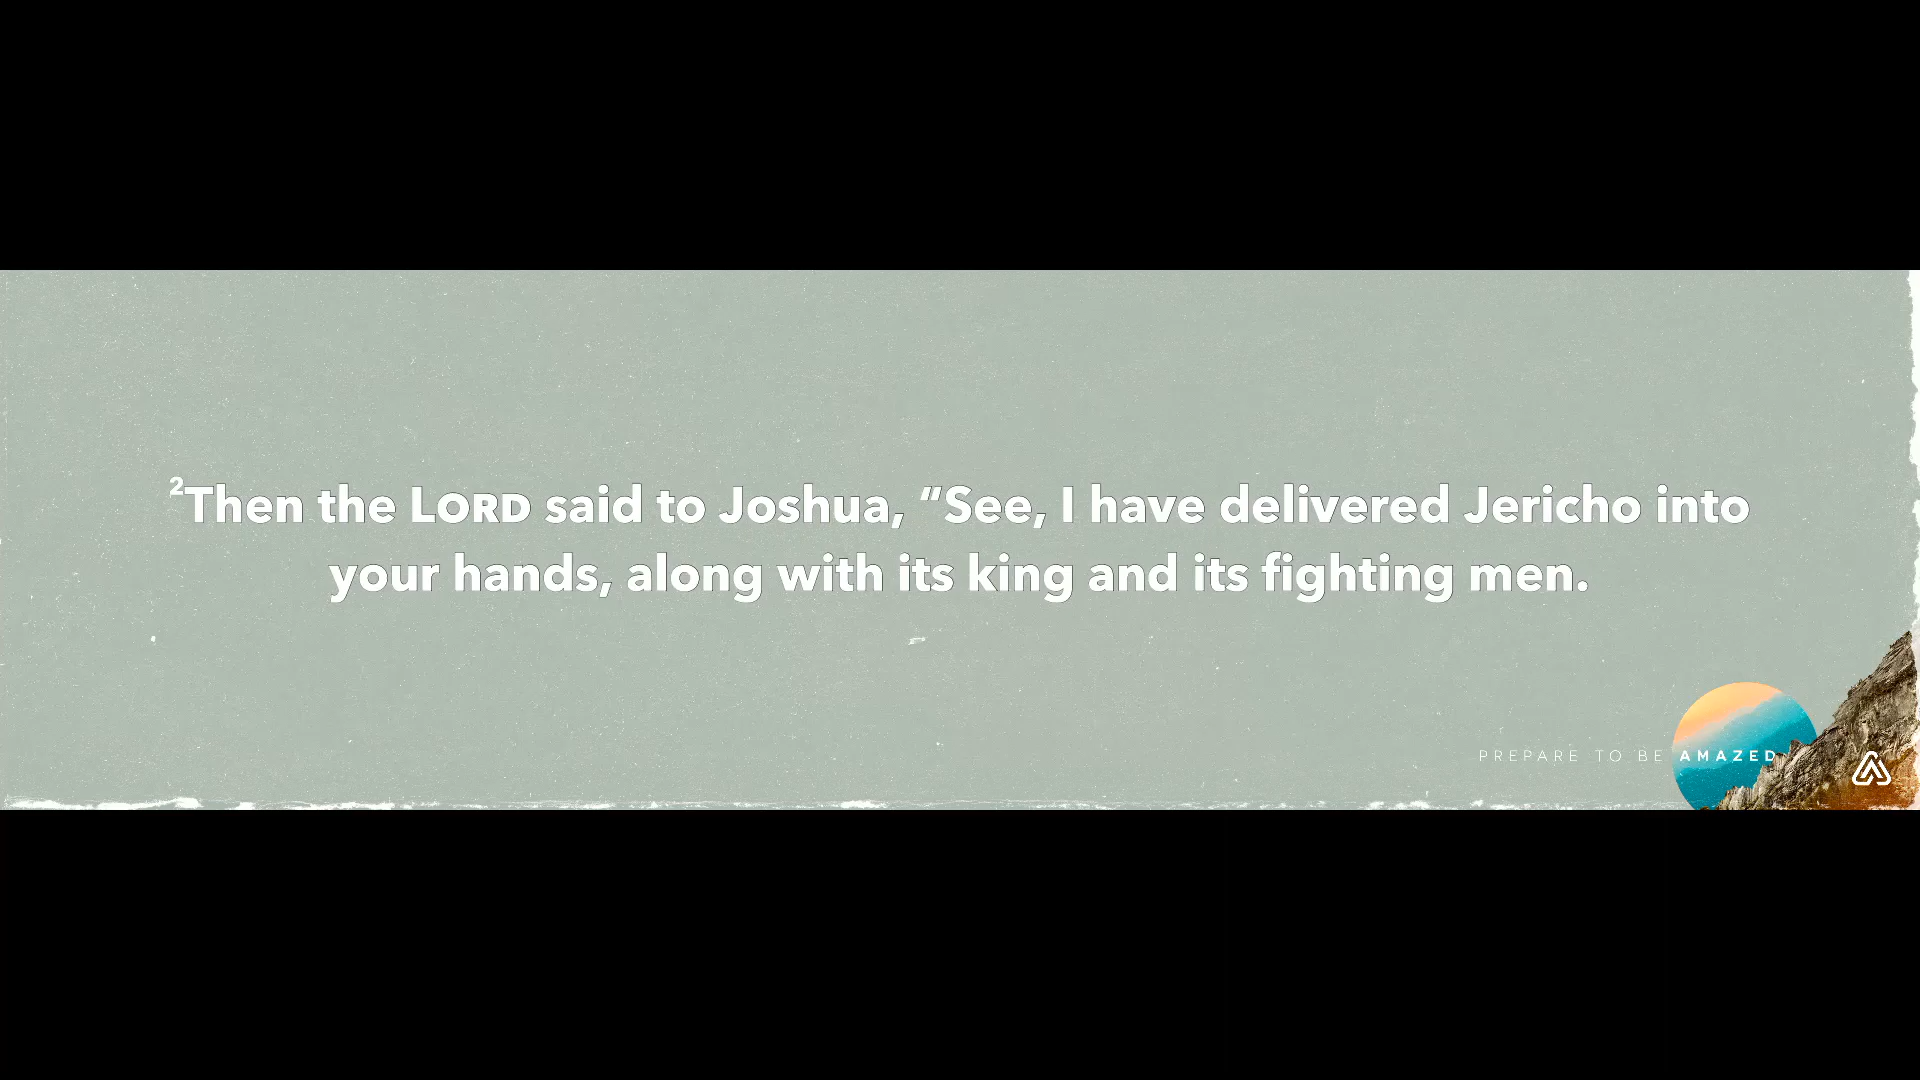 ²Then the LORD said to Joshua, “See, I have delivered Jericho into
your hands, along with its king and its fighting men.
PREPARE TO BE AMAZED